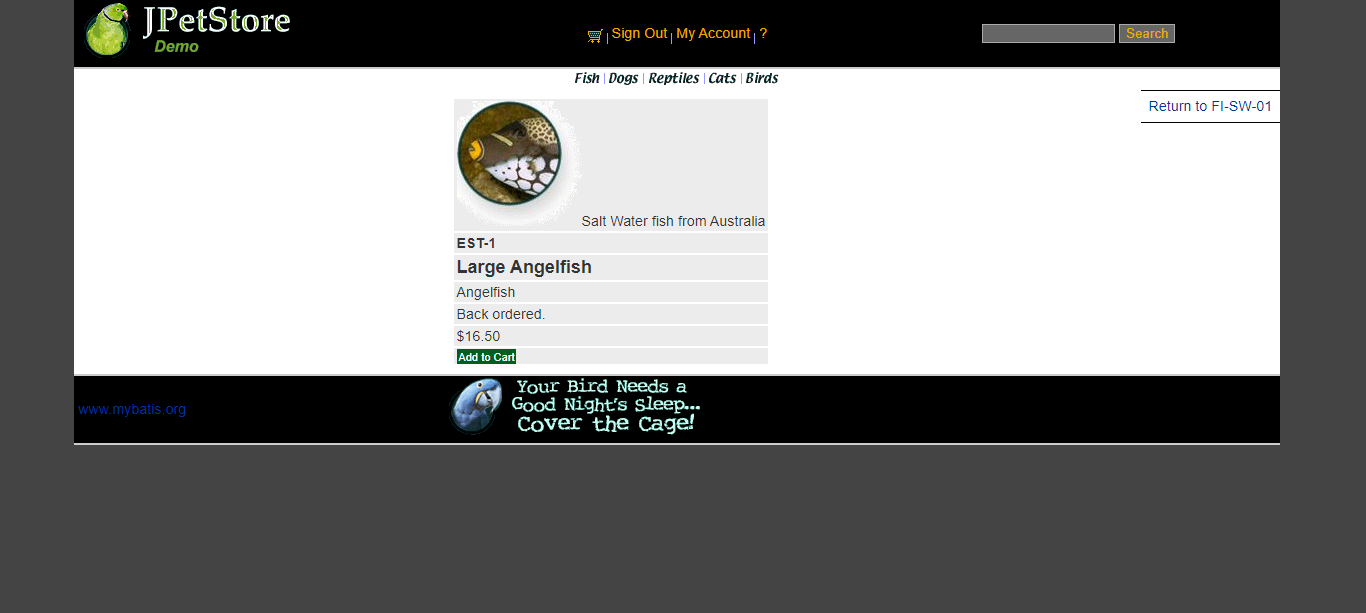 JPetStore
Demo
Sign Out | My Account | ?
Search
Fish | Dogs | Reptiles | Cats | Birds
Return to FI-SW-01
Salt Water fish from Australia
EST-1
Large Angelfish
Angelfish
Back ordered.
$16.50
Add to Cart
www.mybatis.org
Your Bird Needs a
Good Night's Sleep...
Cover the Cage!